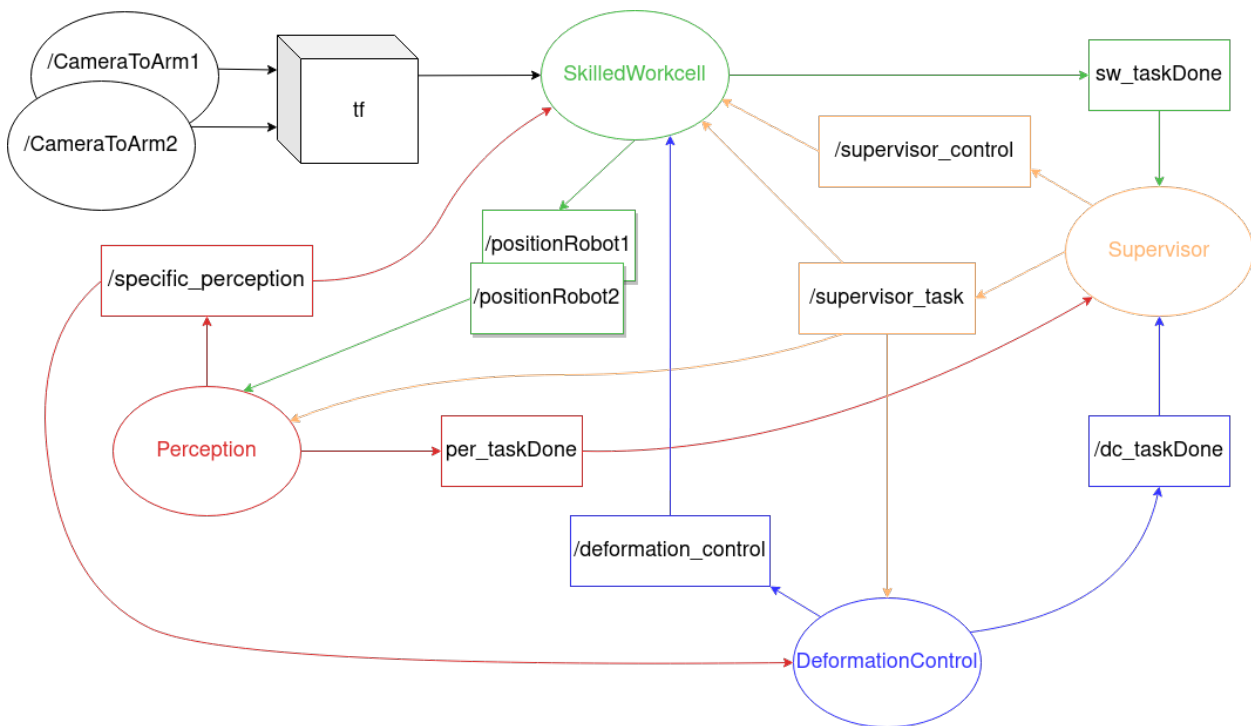 /CameraToArm1
/CameraToArm2
tf
SkilledWorkcell
sw_taskDone
/supervisor_control
Supervisor
/positionRobot1
/positionRobot2
/specific_perception
/supervisor_task
Perception
per_taskDone
/dc_taskDone
/deformation_control
DeformationControl